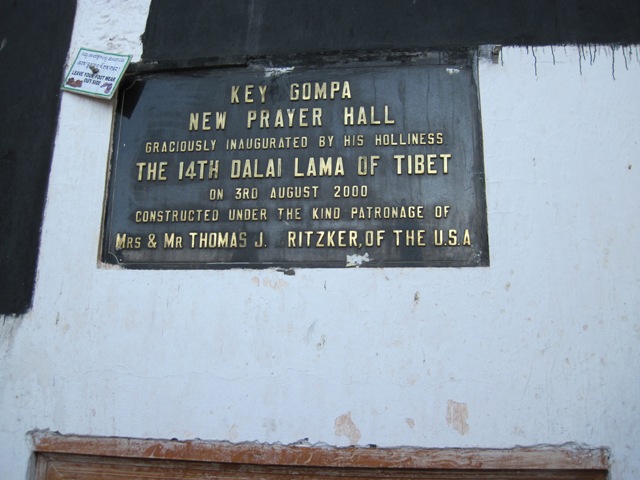 LEAVE YOUR FOOT WEAR
OUT SIDE
KEY GOMPA
NEW PRAYER HALL
GRACIOUSLY INAUGURATED BY HIS HOLLINESS
THE 14TH DALAI LAMA OF TIBET
ON 3RD AUGUST 2000
CONSTRUCTED UNDER THE KIND PATRONAGE OF
MRS & MR THOMAS J. RITZKER, OF THE U.S.A